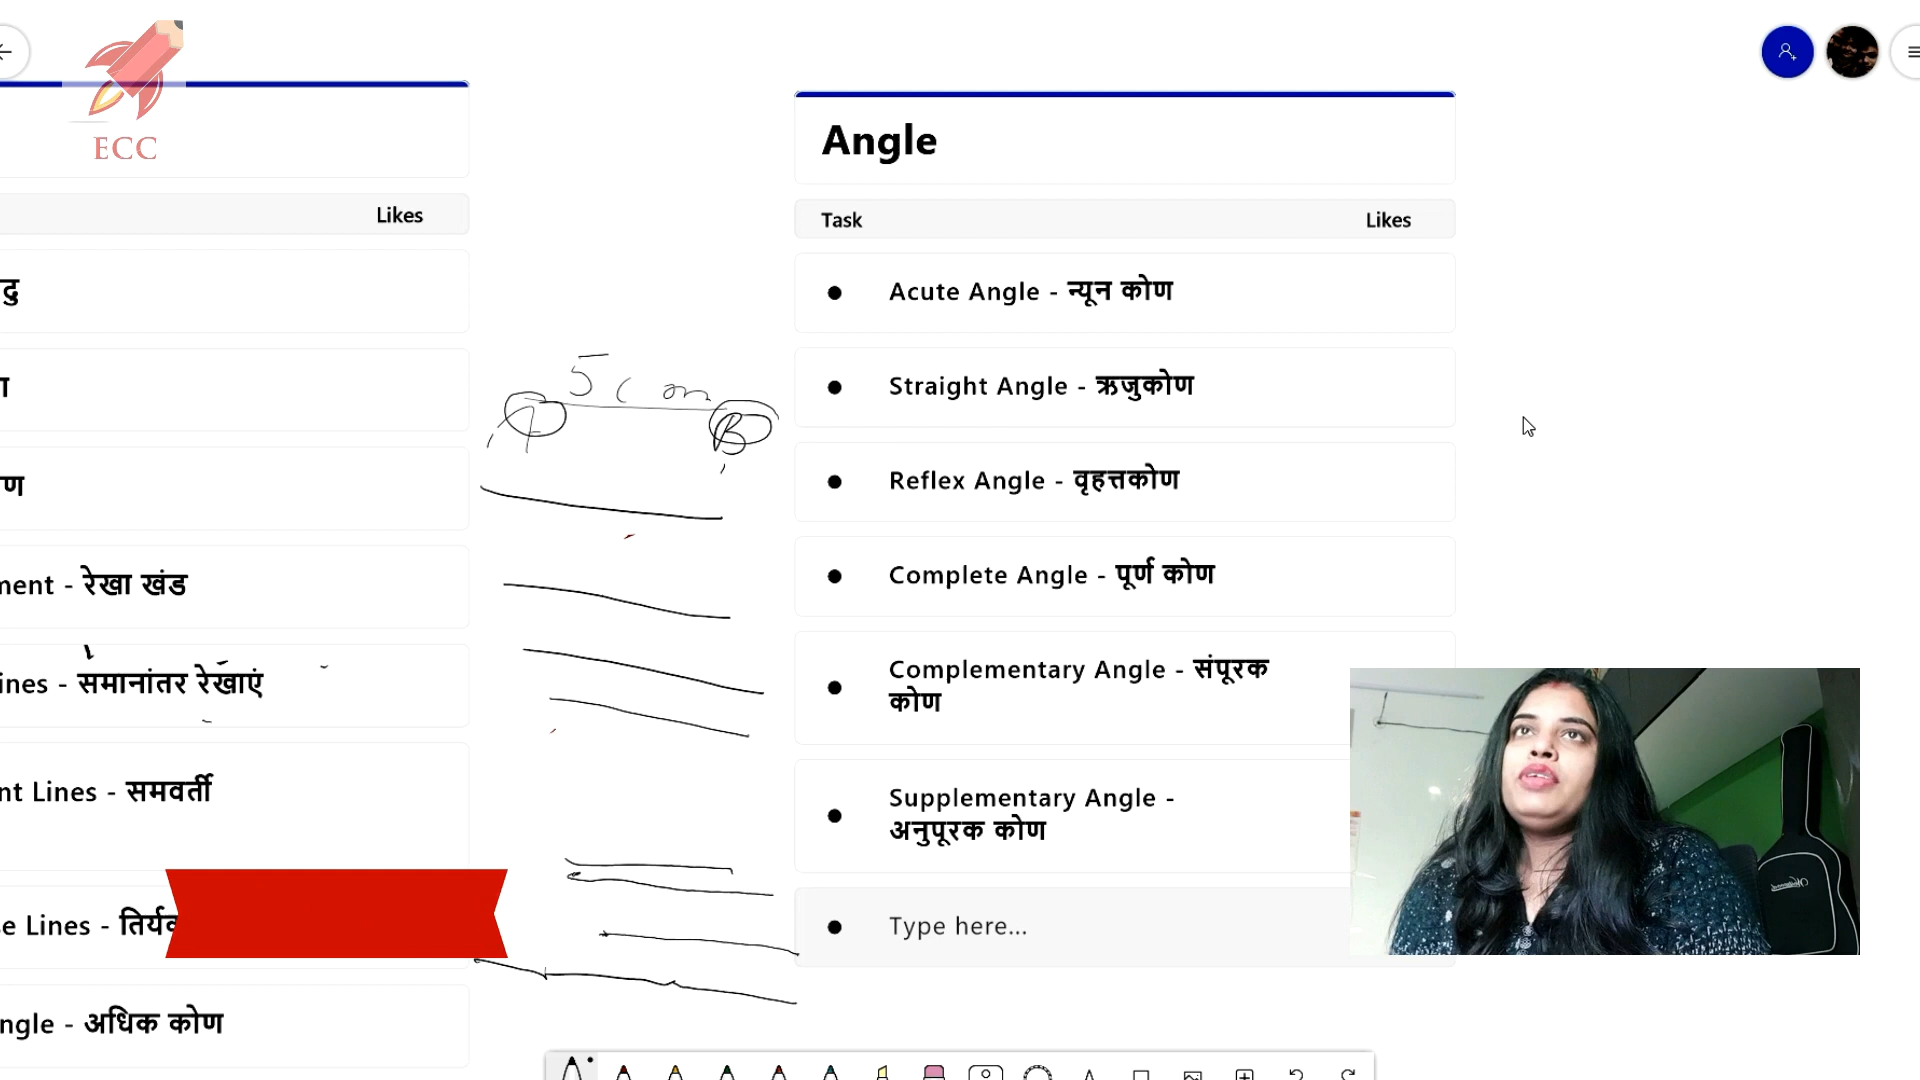 ECC
Likes
दु
ा
ण
ment - रेखा खंड
ines - समानांतर रेखाएं
nt Lines - समवर्ती
e Lines -
ngle - अधिक कोण
5 cm
A
B
Angle
Task Likes
Acute Angle - न्यून कोण
Straight Angle - ऋजुकोण
Reflex Angle - वृहत्तकोण
Complete Angle - पूर्ण कोण
Complementary Angle - संपूरक
कोण
Supplementary Angle -
अनुपूरक कोण
Type here...